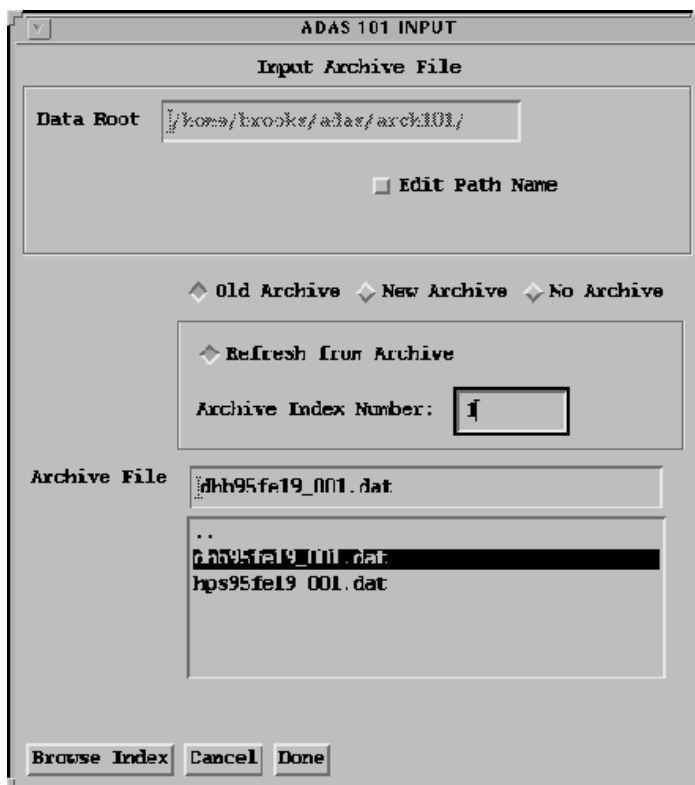 ADAS 101 INPUT
Input Archive File
Data Root /home/brooks/adas/arch101/
Edit Path Name
Old Archive New Archive No Archive
Refresh from Archive
Archive Index Number: 1
Archive File dhb95fe19_001.dat
..
dhb95fe19_001.dat
hps95fe19_001.dat
Browse Index Cancel Done